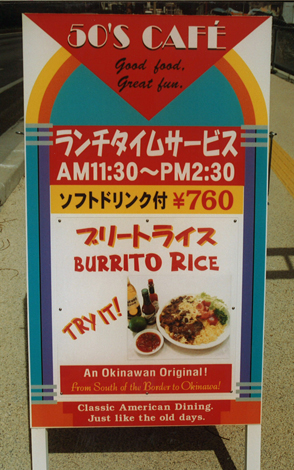 50'S CAFÉ
Good food,
Great fun.
ランチタイムサービス
AM11:30〜PM2:30
ソフトドリンク付 ¥760
ブリートライス
BURRITO RICE
TRY IT!
An Okinawan Original!
From South of the Border to Okinawa!
Classic American Dining.
Just like the old days.